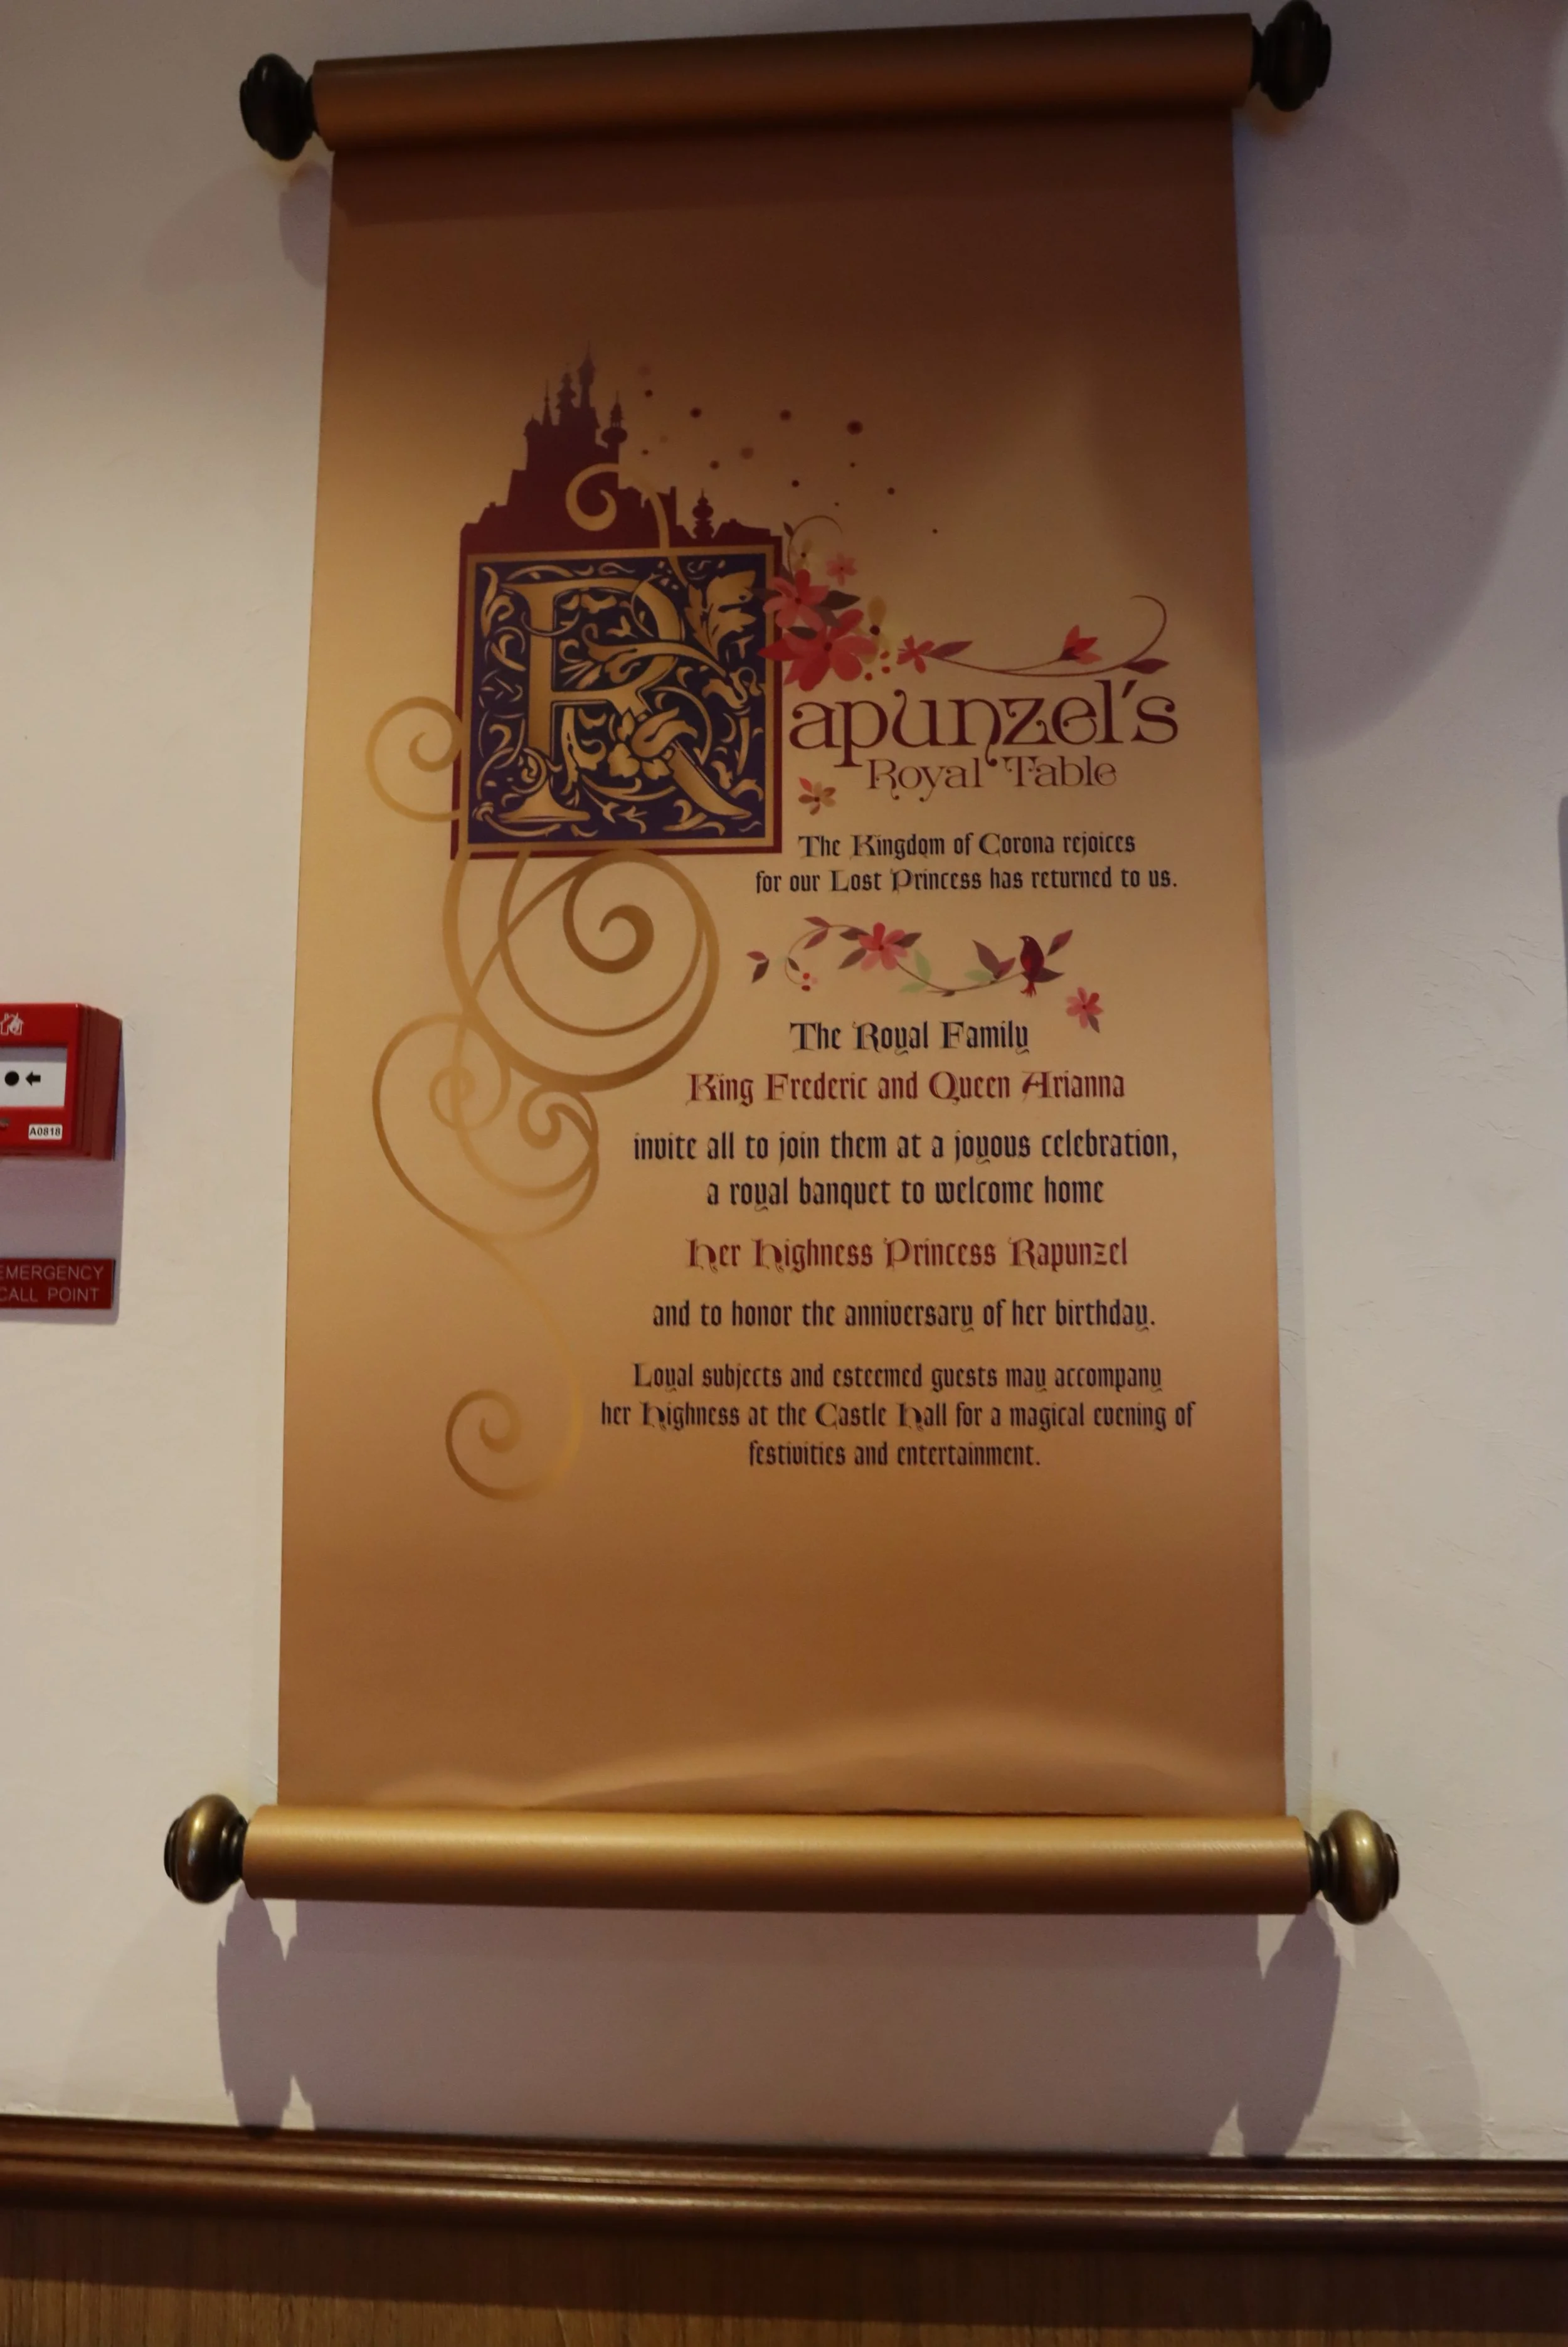 Rapunzel's
Royal Table
The Kingdom of Corona rejoices
for our Lost Princess has returned to us.
The Royal Family
King Frederic and Queen Arianna
invite all to join them at a joyous celebration,
a royal banquet to welcome home
Her Highness Princess Rapunzel
and to honor the anniversary of her birthday.
Loyal subjects and esteemed guests may accompany
her Highness at the Castle Hall for a magical evening of
festivities and entertainment.
A0818
EMERGENCY
CALL POINT